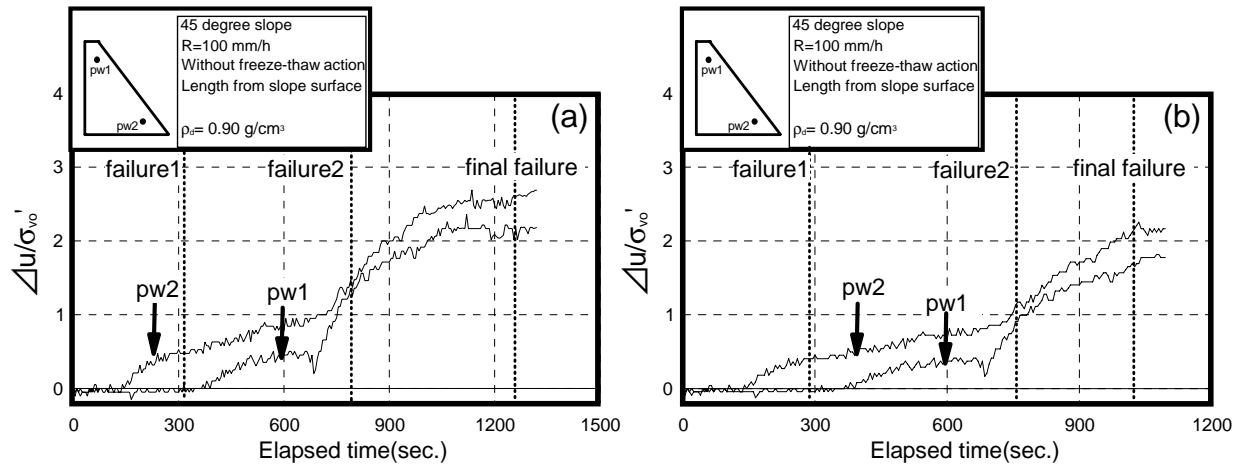 45 degree slope
R=100 mm/h
Without freeze-thaw action
Length from slope surface
ρd= 0.90 g/cm³
pw1
pw2
(a)
failure1
failure2
final failure
pw2
pw1
4
3
2
1
0
⊿u/σvo'
0
300
600
900
1200
1500
Elapsed time(sec.)
45 degree slope
R=100 mm/h
Without freeze-thaw action
Length from slope surface
ρd= 0.90 g/cm³
pw1
pw2
(b)
failure1
failure2
final failure
pw2
pw1
4
3
2
1
0
⊿u/σvo'
0
300
600
900
1200
Elapsed time(sec.)